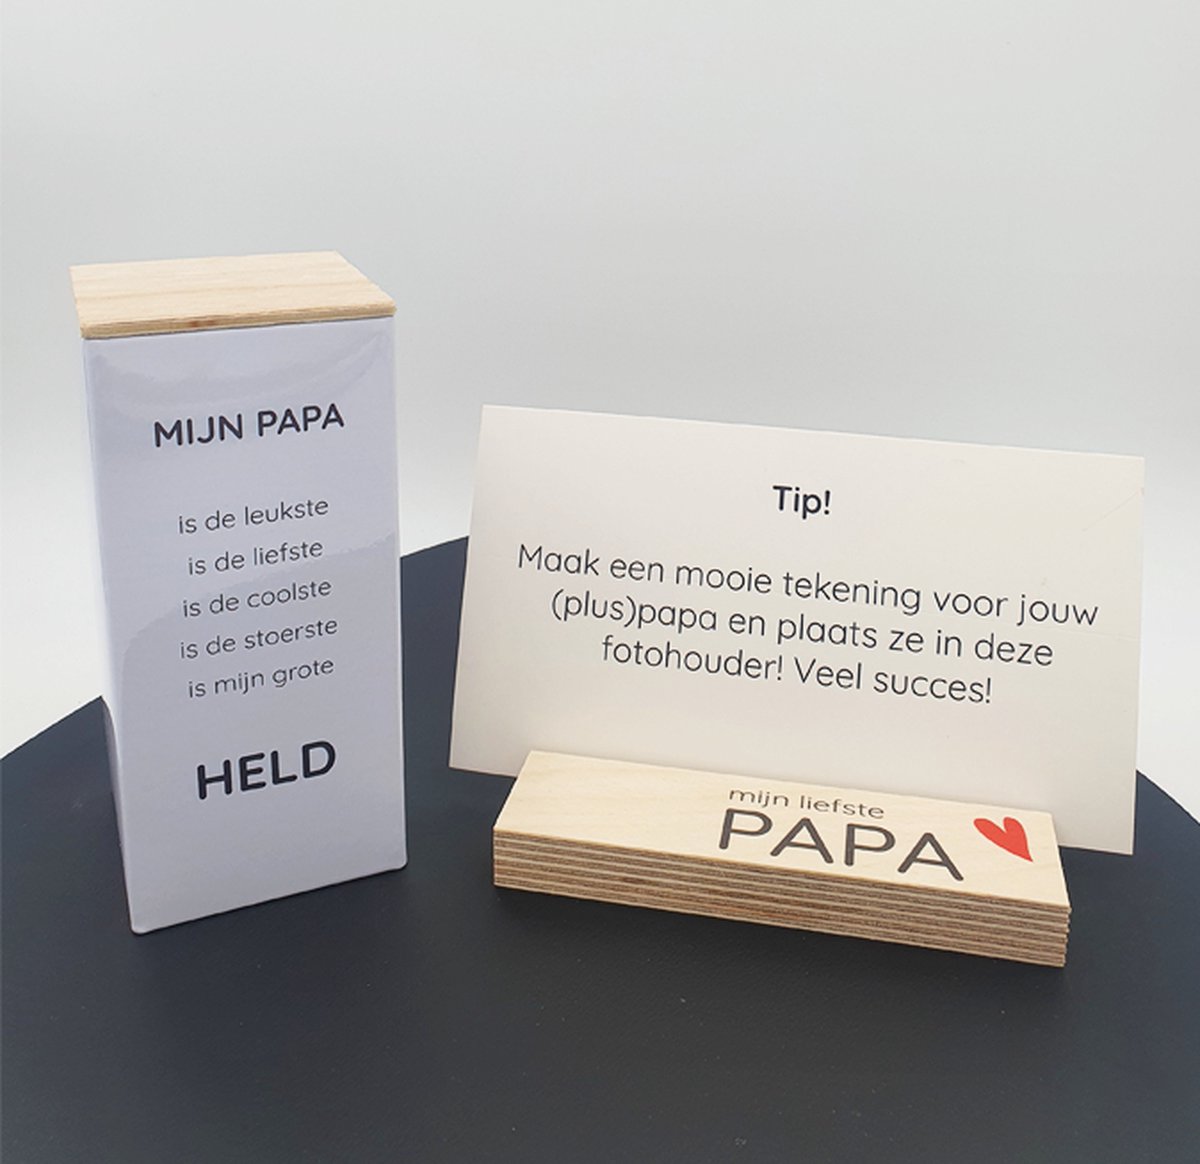 MIJN PAPA
is de leukste
is de liefste
is de coolste
is de stoerste
is mijn grote
HELD
Tip!
Maak een mooie tekening voor jouw
(plus)papa en plaats ze in deze
fotohouder! Veel succes!
mijn liefste
PAPA